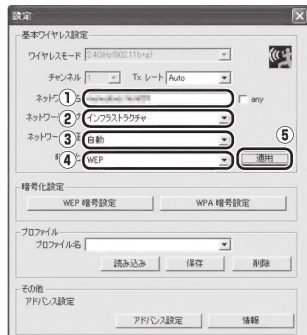 設定
基本ワイヤレス設定
ワイヤレスモード 2.4GHz(802.11b+g)
チャンネル 1 Tx レート Auto
ネットワーク名 ① any
ネットワーク ② インフラストラクチャ
ネットワーク ③ 自動 ⑤
④ WEP 適用
暗号化設定
WEP 暗号設定 WPA 暗号設定
プロファイル
プロファイル名
読み込み 保存 削除
その他
アドバンス設定
アドバンス設定 情報